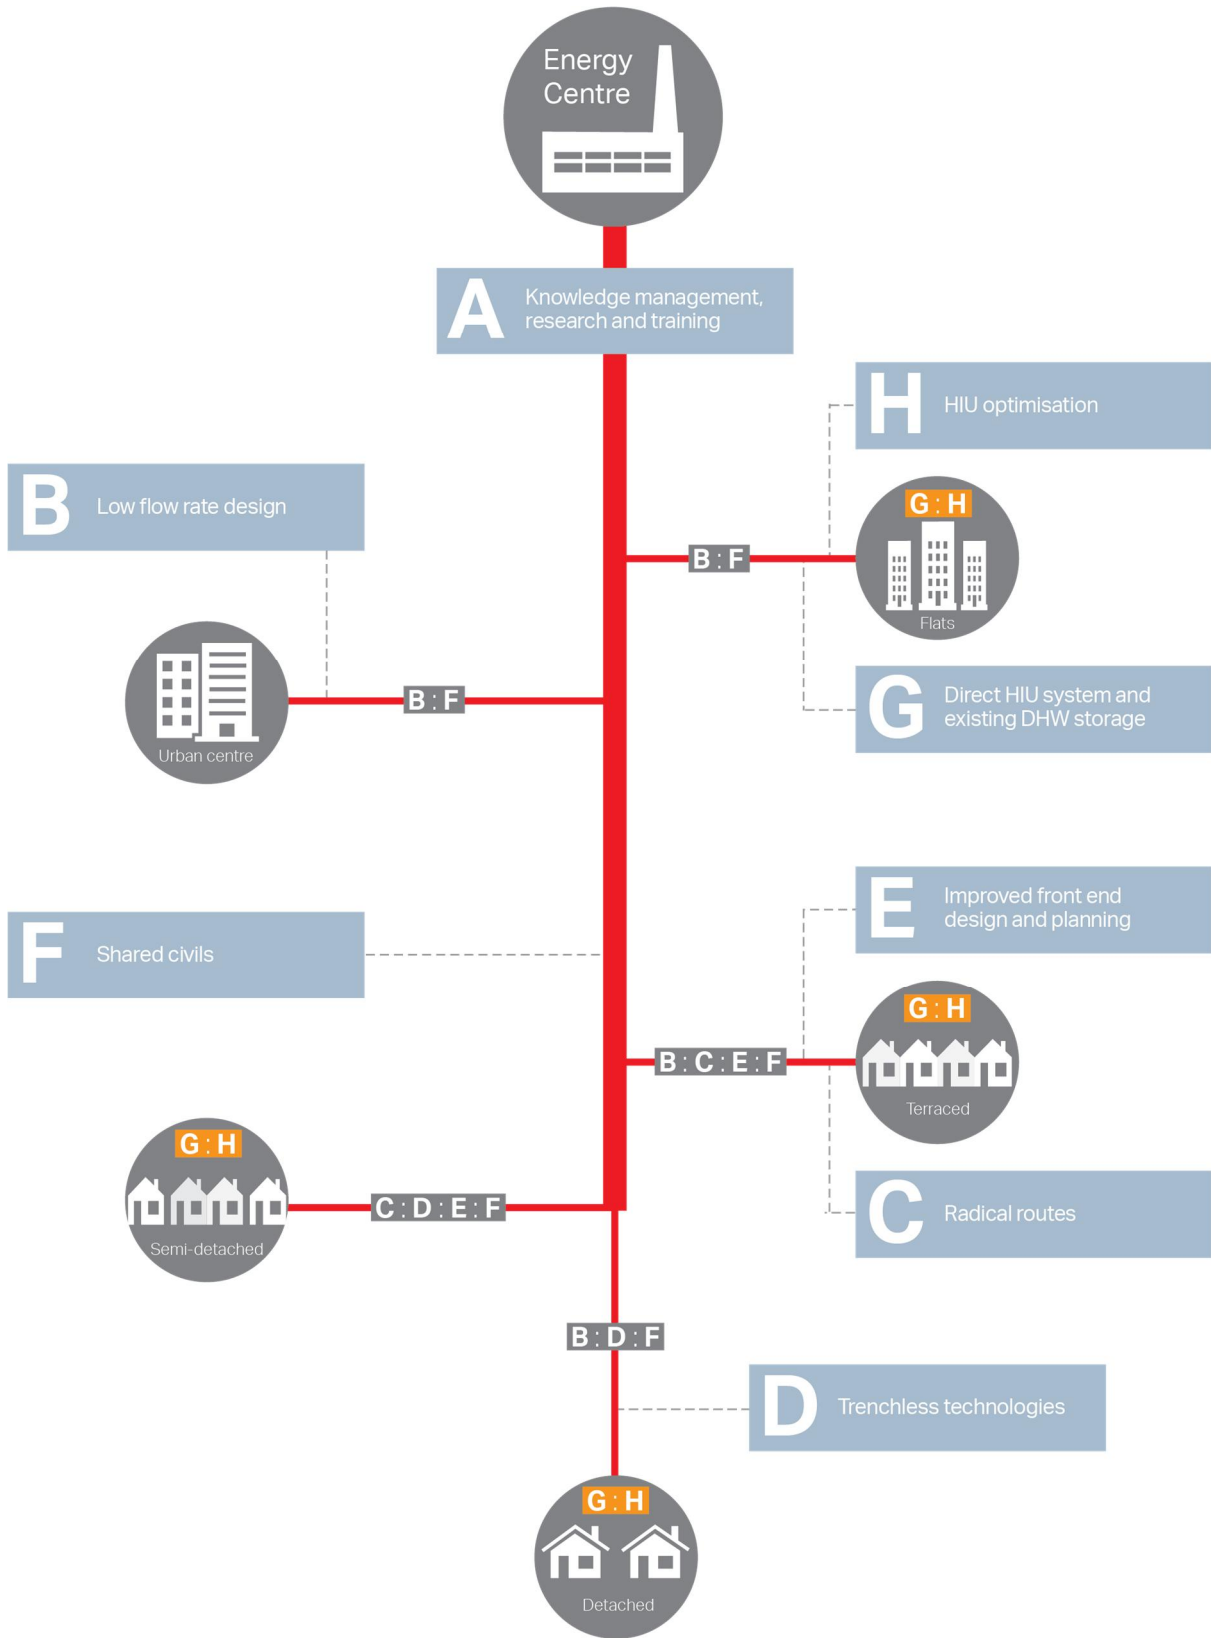 Energy
Centre
A
Knowledge management,
research and training
H
HIU optimisation
B
Low flow rate design
G : H
Flats
B : F
Urban centre
B : F
G
Direct HIU system and
existing DHW storage
E
Improved front end
design and planning
F
Shared civils
G : H
Terraced
B : C : E : F
G : H
Semi-detached
C : D : E : F
C
Radical routes
B : D : F
D
Trenchless technologies
G : H
Detached